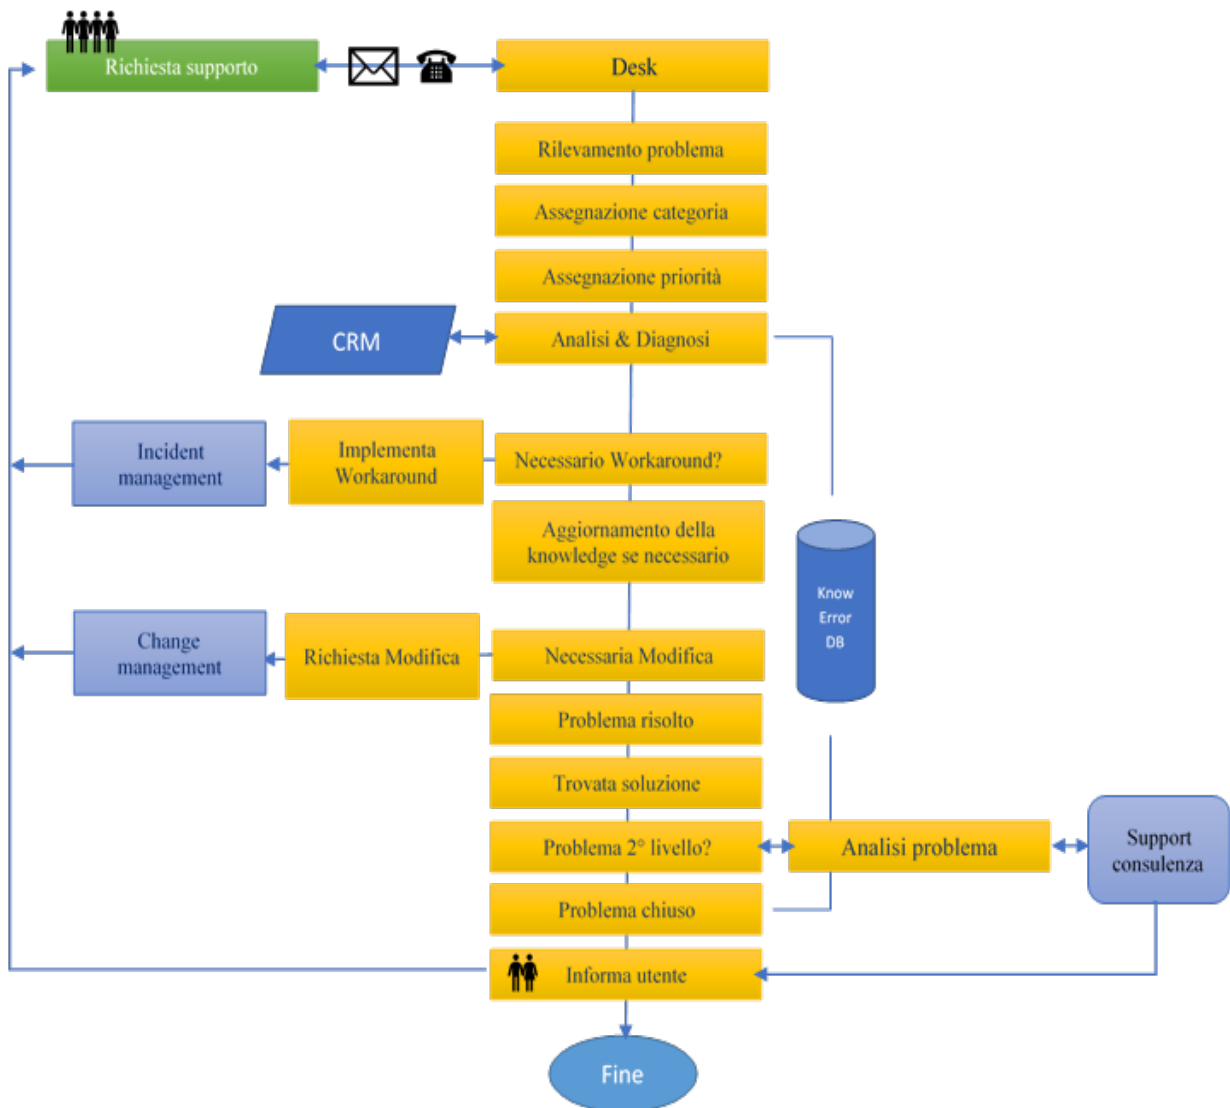 Richiesta supporto
Desk
Rilevamento problema
Assegnazione categoria
Assegnazione priorità
CRM
Analisi & Diagnosi
Incident
management
Implementa
Workaround
Necessario Workaround?
Aggiornamento della
knowledge se necessario
Know
Error
DB
Change
management
Richiesta Modifica
Necessaria Modifica
Problema risolto
Trovata soluzione
Problema 2° livello?
Analisi problema
Support
consulenza
Problema chiuso
Informa utente
Fine